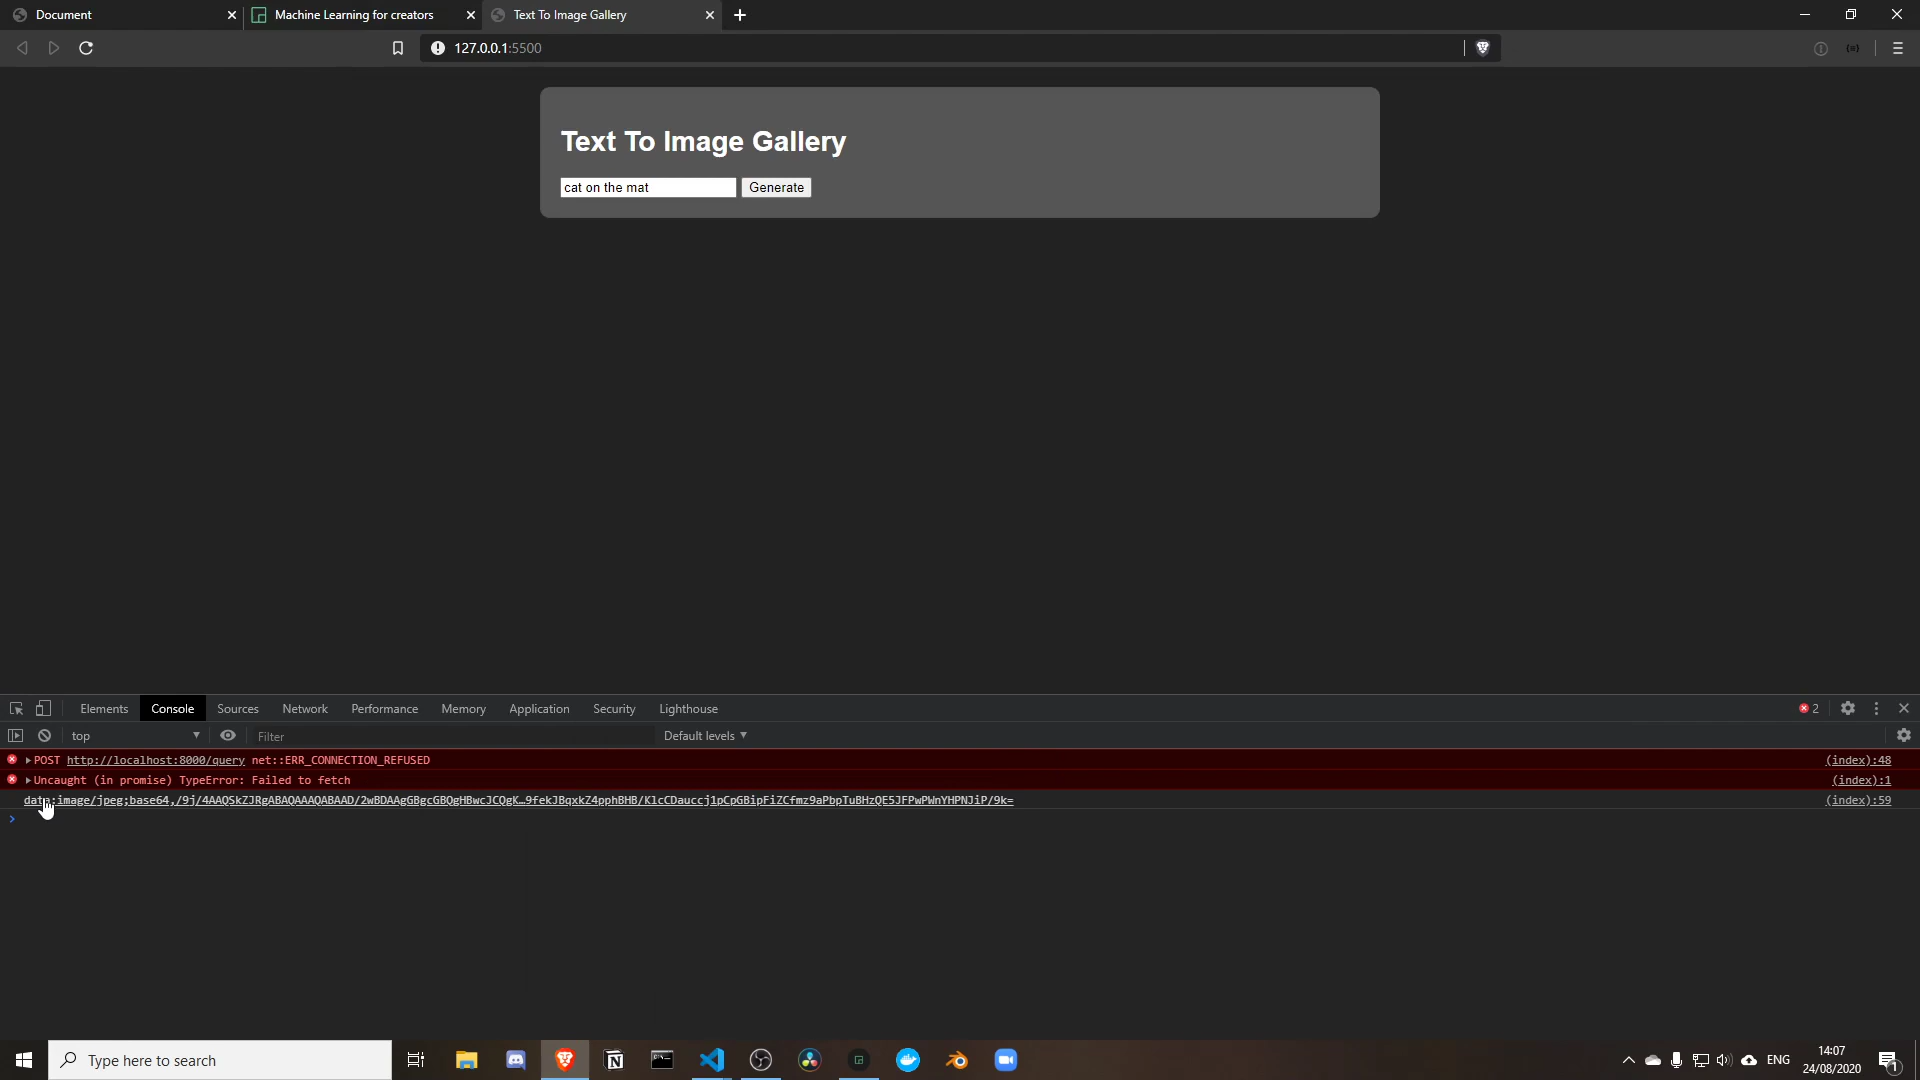 Document
Machine Learning for creators
Text To Image Gallery
127.0.0.1:5500
Text To Image Gallery
cat on the mat
Generate
Elements
Console
Sources
Network
Performance
Memory
Application
Security
Lighthouse
2
top
Filter
Default levels
POST http://localhost:8000/query net::ERR_CONNECTION_REFUSED
(index):48
Uncaught (in promise) TypeError: Failed to fetch
(index):1
data:image/jpeg;base64,/9j/4AAQSkZJRgABAQAAAQABAAD/2wBDAAgGBgcGBQgHBwcJCQgK…9fekJBqxkZ4pphBHB/KlcCDauccj1pCpGBipFiZCfmz9aPbpTuBHzQE5JFPwPWnYHPNJiP/9k=
(index):59
Type here to search
ENG
14:07
24/08/2020
1